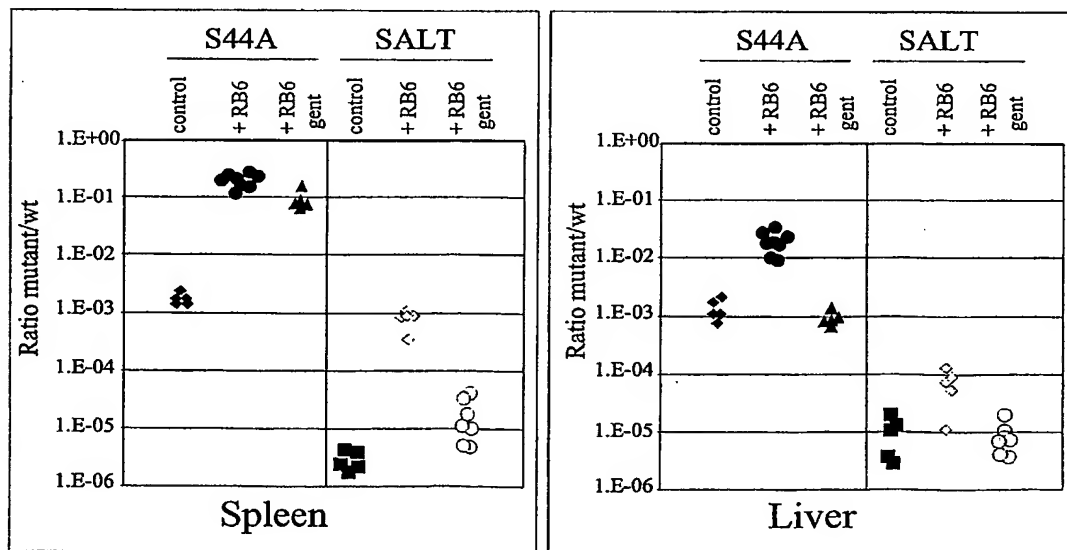 S44A SALT
control + RB6 + RB6 gent control + RB6 + RB6 gent
Ratio mutant/wt
1.E+00
1.E-01
1.E-02
1.E-03
1.E-04
1.E-05
1.E-06
Spleen
S44A SALT
control + RB6 + RB6 gent control + RB6 + RB6 gent
Ratio mutant/wt
1.E+00
1.E-01
1.E-02
1.E-03
1.E-04
1.E-05
1.E-06
Liver